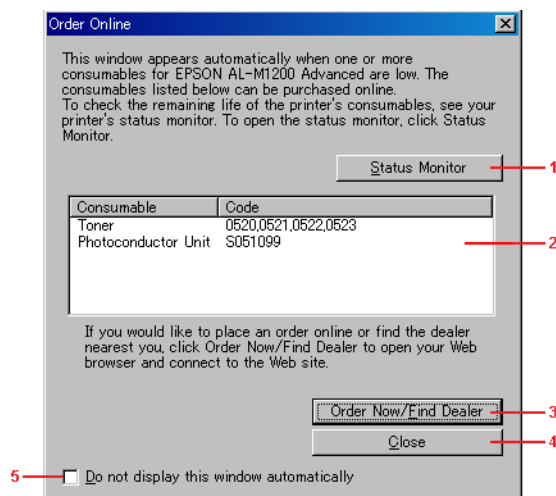 Order Online
This window appears automatically when one or more
consumables for EPSON AL-M1200 Advanced are low. The
consumables listed below can be purchased online.
To check the remaining life of the printer's consumables, see your
printer's status monitor. To open the status monitor, click Status
Monitor.
Status Monitor 1
Consumable Code
Toner 0520,0521,0522,0523
Photoconductor Unit S051099
2
If you would like to place an order online or find the dealer
nearest you, click Order Now/Find Dealer to open your Web
browser and connect to the Web site.
Order Now/Find Dealer 3
Close 4
5 Do not display this window automatically